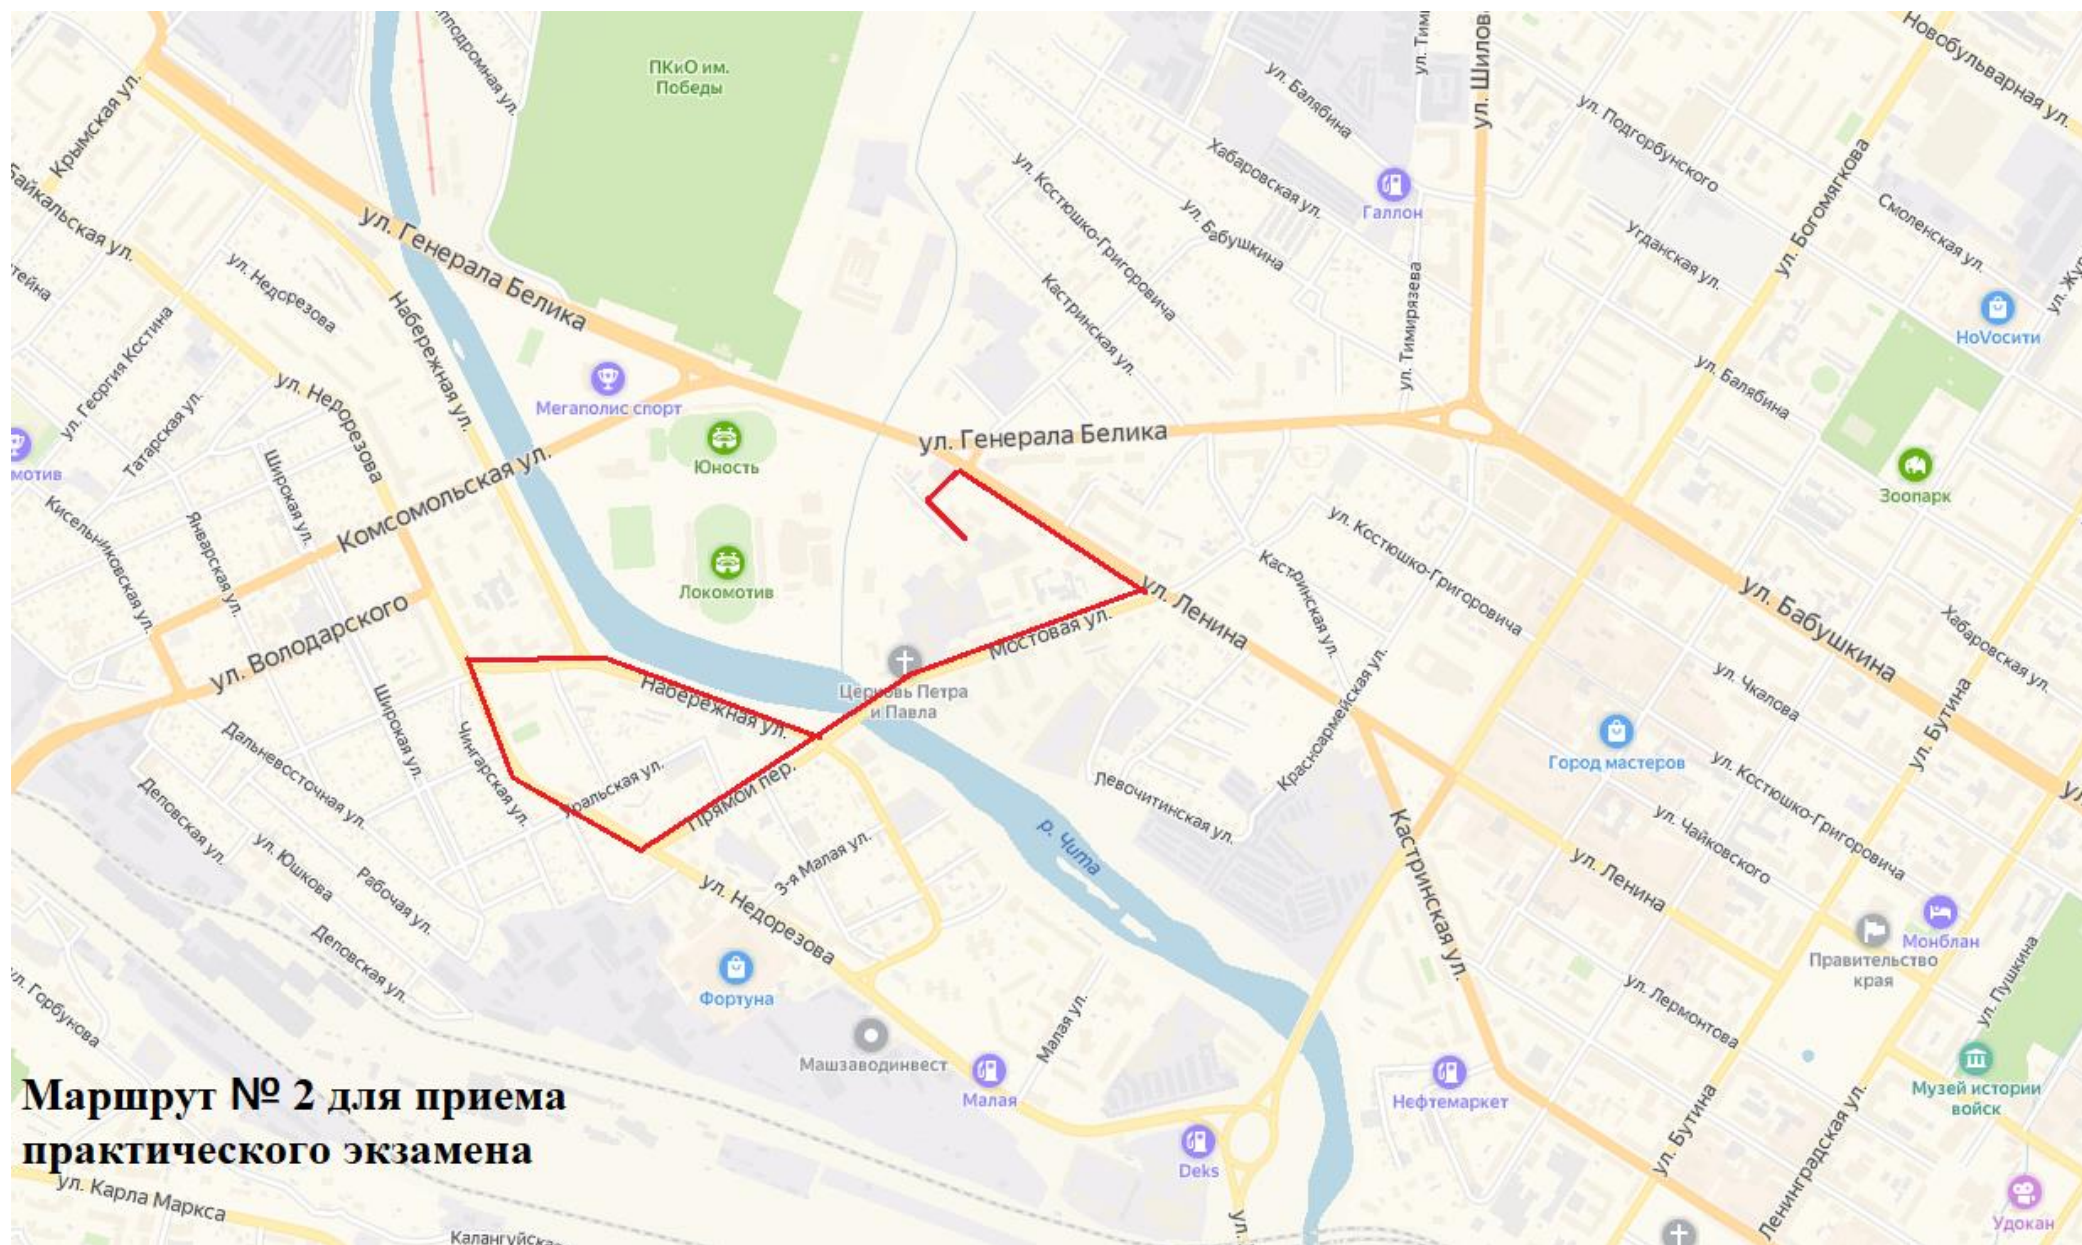 ПКиО им.
Победы
ул. Шилов
Новобульварная ул.
Крымская ул.
ул. Балябина
ул. Подгорбунского
ул. Богомягкова
Хабаровская ул.
Галлон
ул. Костюшко-Григоровича
ул. Бабушкина
Смоленская ул.
Угданская ул.
ул. Генерала Белика
ул. Недорезова
Набережная ул.
Кастринская ул.
ул. Тимирязева
НоVoсити
ул. Георгия Костина
Татарская ул.
ул. Недорезова
Мегаполис спорт
ул. Балябина
мотив
Юность
ул. Генерала Белика
Зоопарк
Комсомольская ул.
Широкая ул.
Январская ул.
Кисельниковская ул.
Локомотив
ул. Костюшко-Григоровича
Кастринская ул.
ул. Ленина
ул. Бабушкина
Хабаровская ул.
ул. Володарского
Мостовая ул.
Церковь Петра
и Павла
Набережная ул.
Красноармейская ул.
ул. Чкалова
ул. Бутина
Широкая ул.
Чингарская ул.
Дальневосточная ул.
Прямой пер.
Город мастеров
ул. Костюшко-Григоровича
Деповская ул.
Левочитинская ул.
р. Чита
Кастринская ул.
ул. Чайковского
ул. Юшкова
Рабочая ул.
3-я Малая ул.
ул. Ленина
ул. Недорезова
Монблан
Правительство
края
Деповская ул.
Фортуна
ул. Пушкина
ул. Лермонтова
ул. Горбунова
Малая ул.
Машзаводинвест
Малая
Нефтемаркет
Музей истории
войск
Маршрут № 2 для приема
практического экзамена
Deks
ул. Бутина
Ленинградская ул.
ул. Карла Маркса
Удокан
ул.